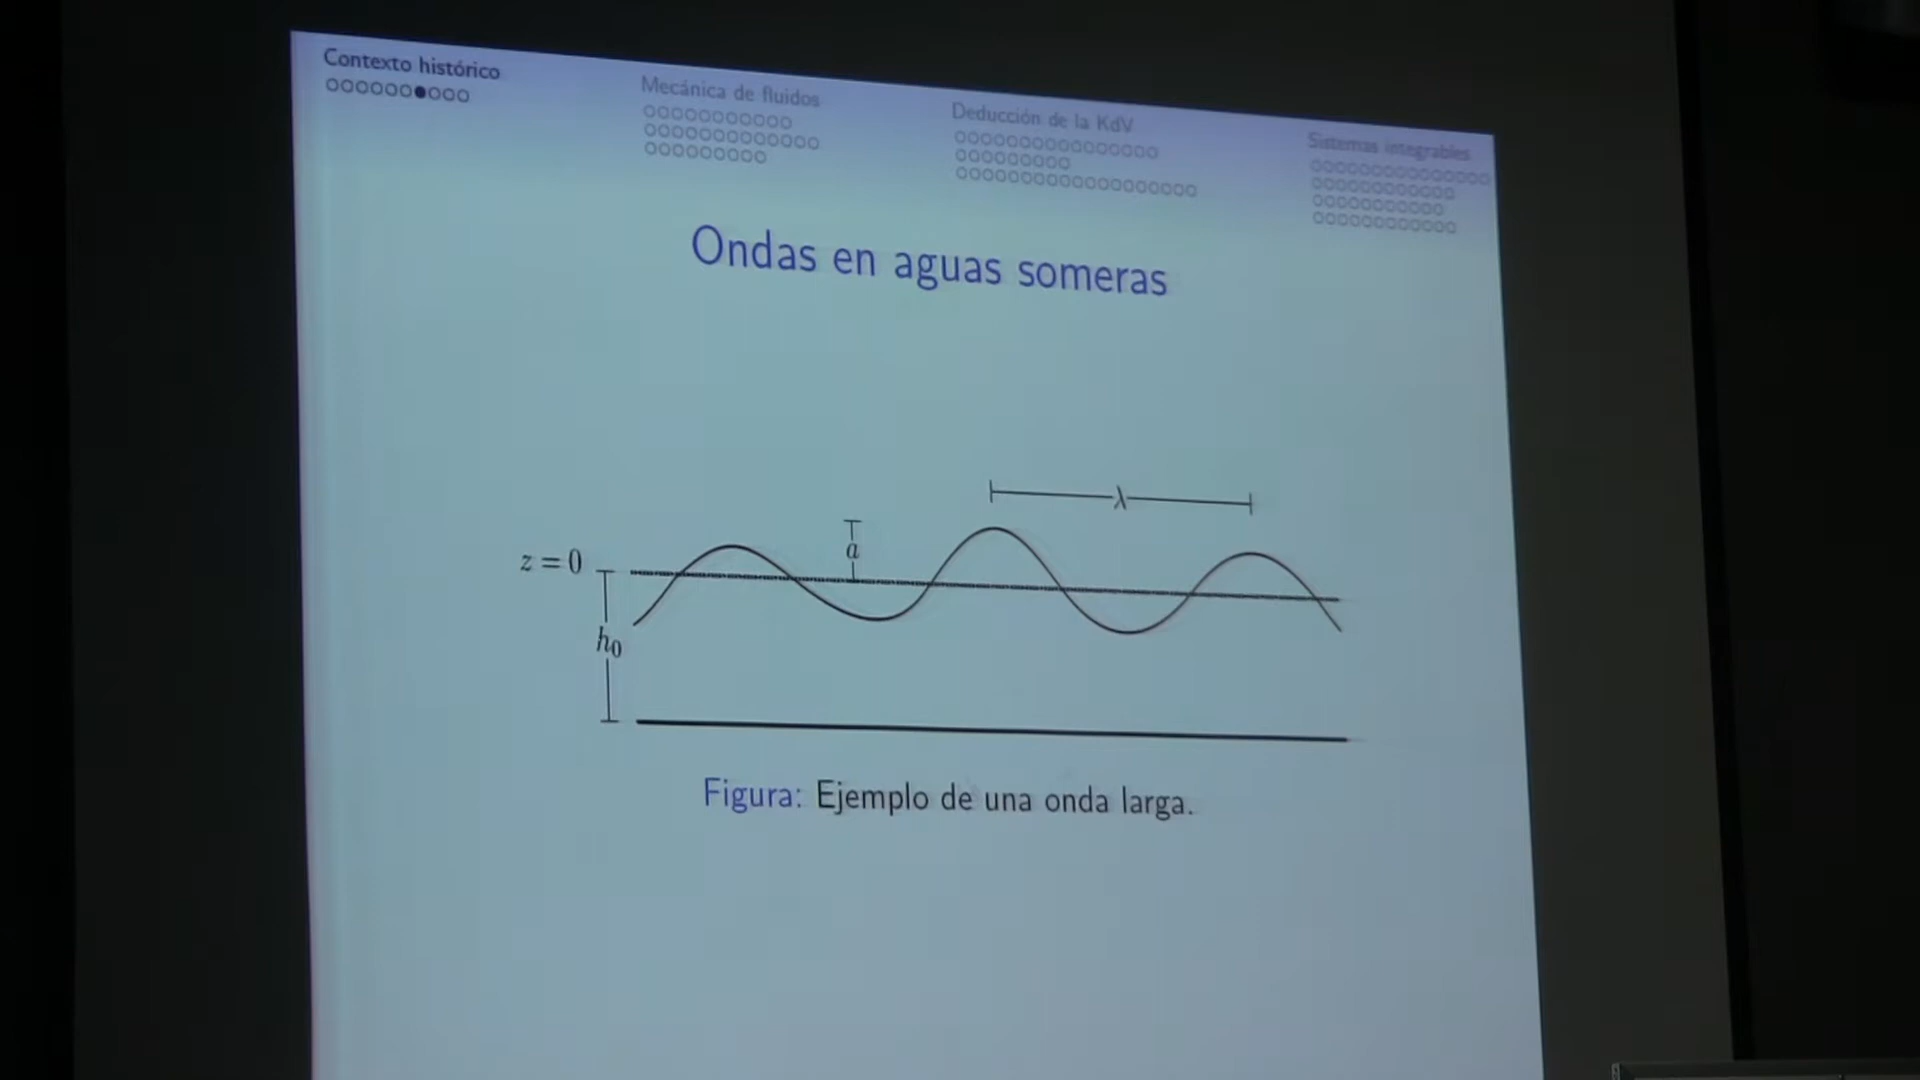 Contexto histórico
Mecánica de fluidos
Deducción de la KdV
Sistemas integrables
Ondas en aguas someras
λ
a
z = 0
h₀
Figura: Ejemplo de una onda larga.